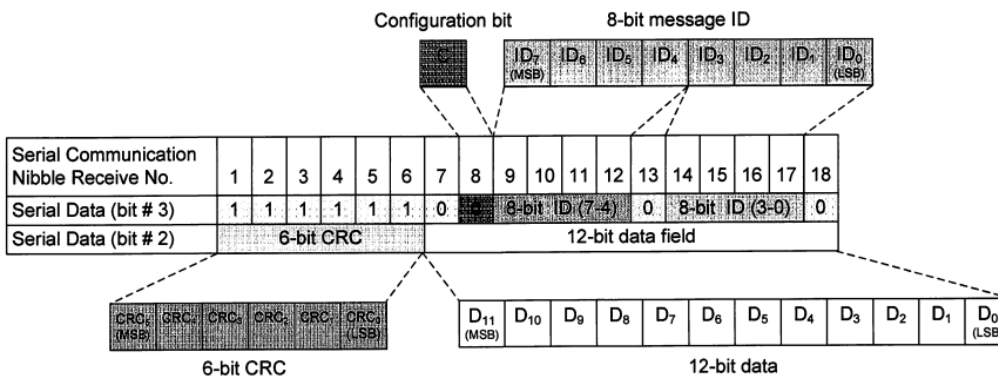 Configuration bit 8-bit message ID
C ID7 (MSB) ID6 ID5 ID4 ID3 ID2 ID1 ID0 (LSB)
Serial Communication Nibble Receive No. 1 2 3 4 5 6 7 8 9 10 11 12 13 14 15 16 17 18
Serial Data (bit # 3) 1 1 1 1 1 1 0 0 8-bit ID (7-4) 0 8-bit ID (3-0) 0
Serial Data (bit # 2) 6-bit CRC 12-bit data field
CRC5 (MSB) CRC4 CRC3 CRC2 CRC1 CRC0 (LSB) D11 (MSB) D10 D9 D8 D7 D6 D5 D4 D3 D2 D1 D0 (LSB)
6-bit CRC 12-bit data